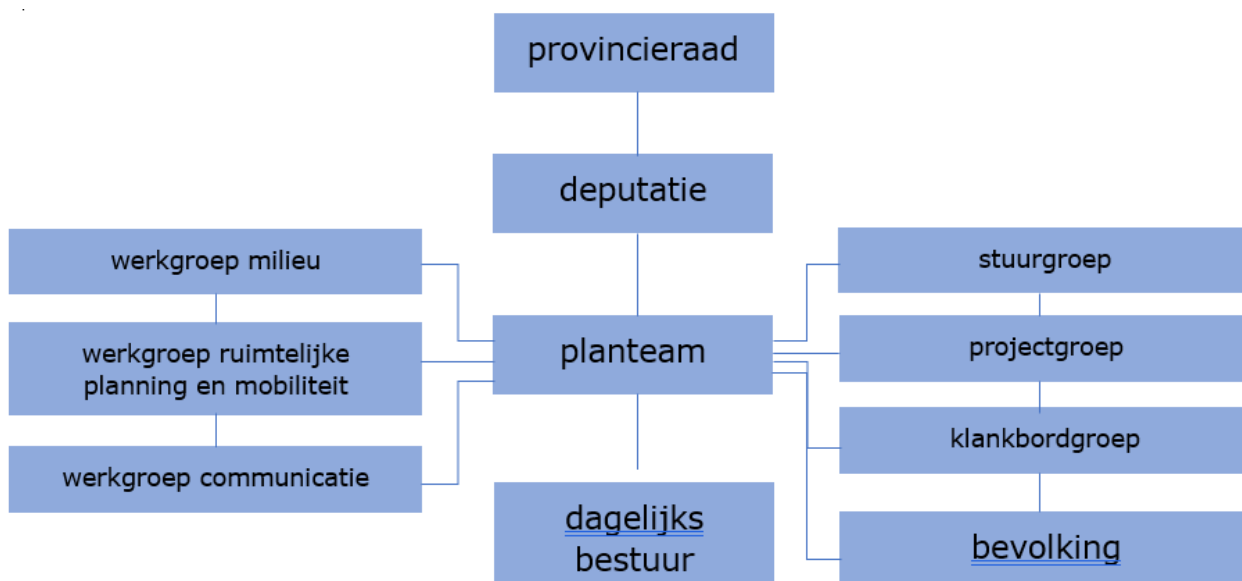 provincieraad
deputatie
werkgroep milieu
werkgroep ruimtelijke
planning en mobiliteit
werkgroep communicatie
planteam
dagelijks
bestuur
stuurgroep
projectgroep
klankbordgroep
bevolking